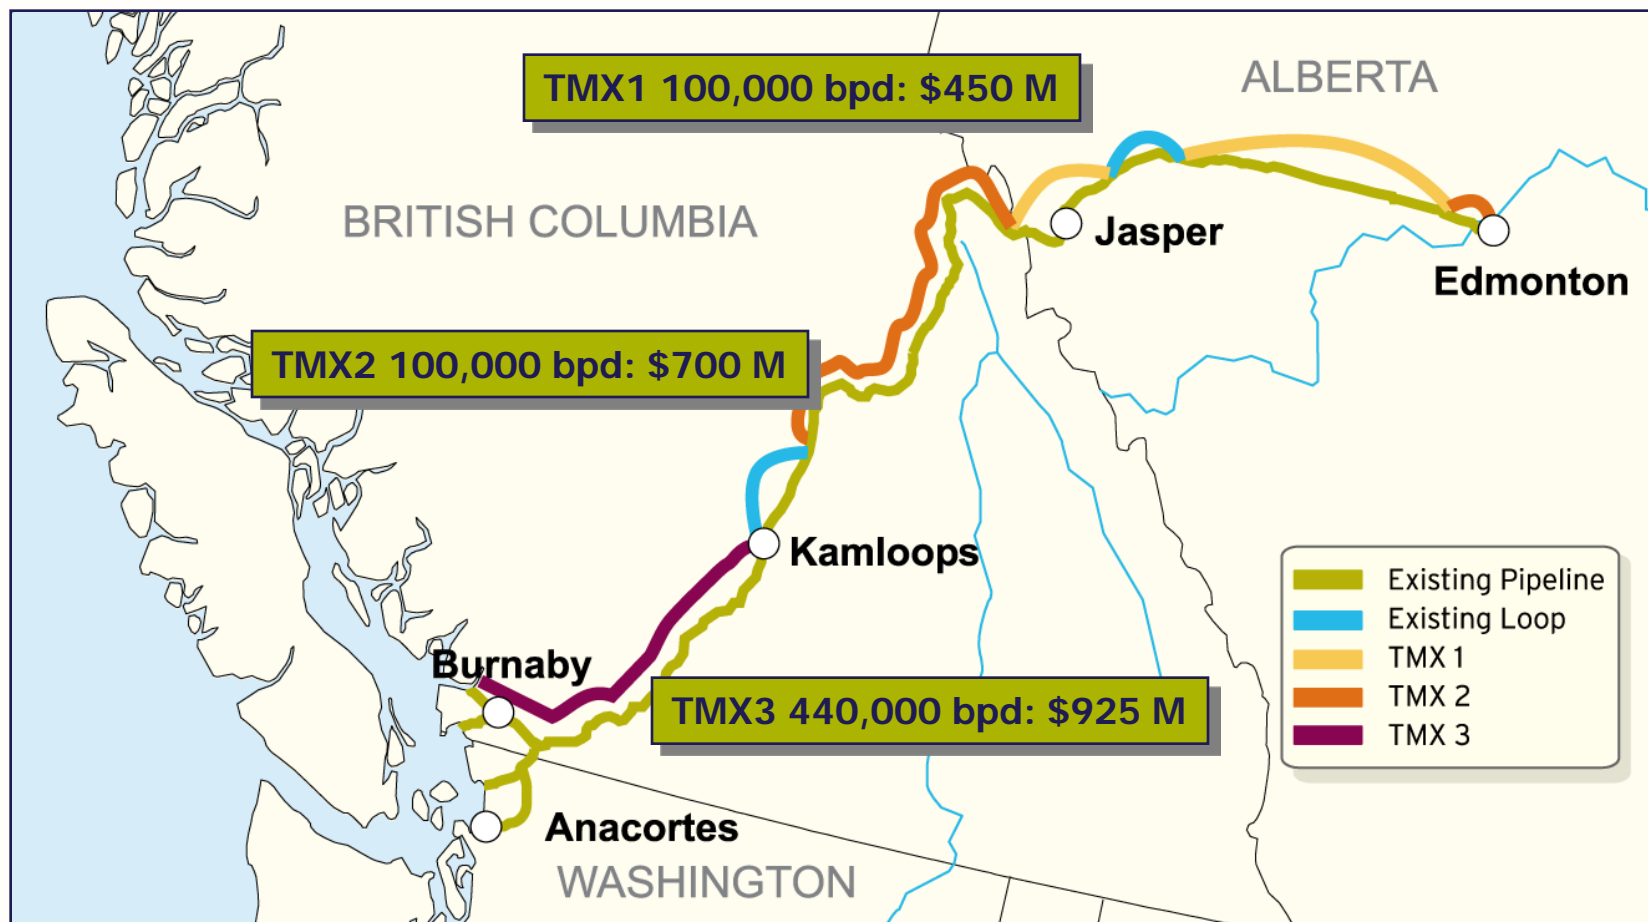 TMX1 100,000 bpd: $450 M
ALBERTA
BRITISH COLUMBIA
Jasper
Edmonton
TMX2 100,000 bpd: $700 M
Kamloops
Existing Pipeline
Existing Loop
TMX 1
TMX 2
TMX 3
Burnaby
TMX3 440,000 bpd: $925 M
Anacortes
WASHINGTON